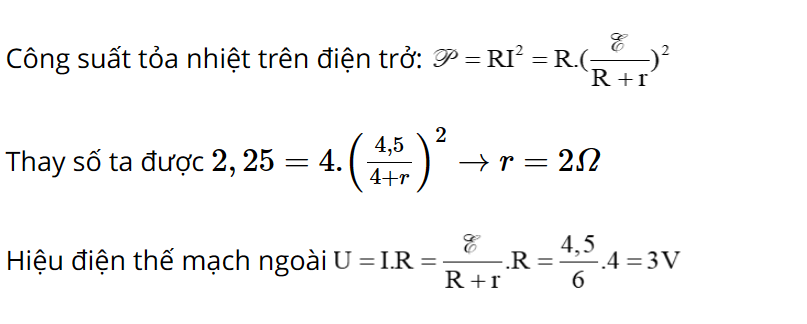 Công suất tỏa nhiệt trên điện trở: 𝒫 = RI² = R.(ℰ/(R + r))²
Thay số ta được 2, 25 = 4.(4,5/(4+r))² → r = 2Ω
Hiệu điện thế mạch ngoài U = I.R = ℰ/(R + r).R = 4,5/6.4 = 3V